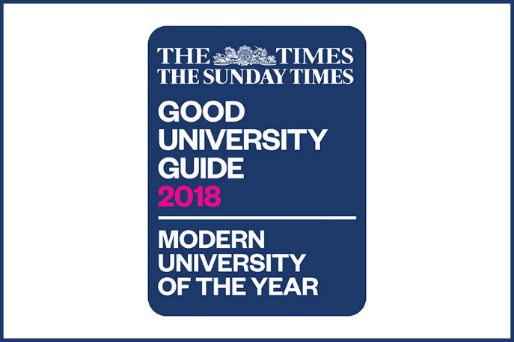 THE TIMES
THE SUNDAY TIMES
GOOD
UNIVERSITY
GUIDE
2018
MODERN
UNIVERSITY
OF THE YEAR